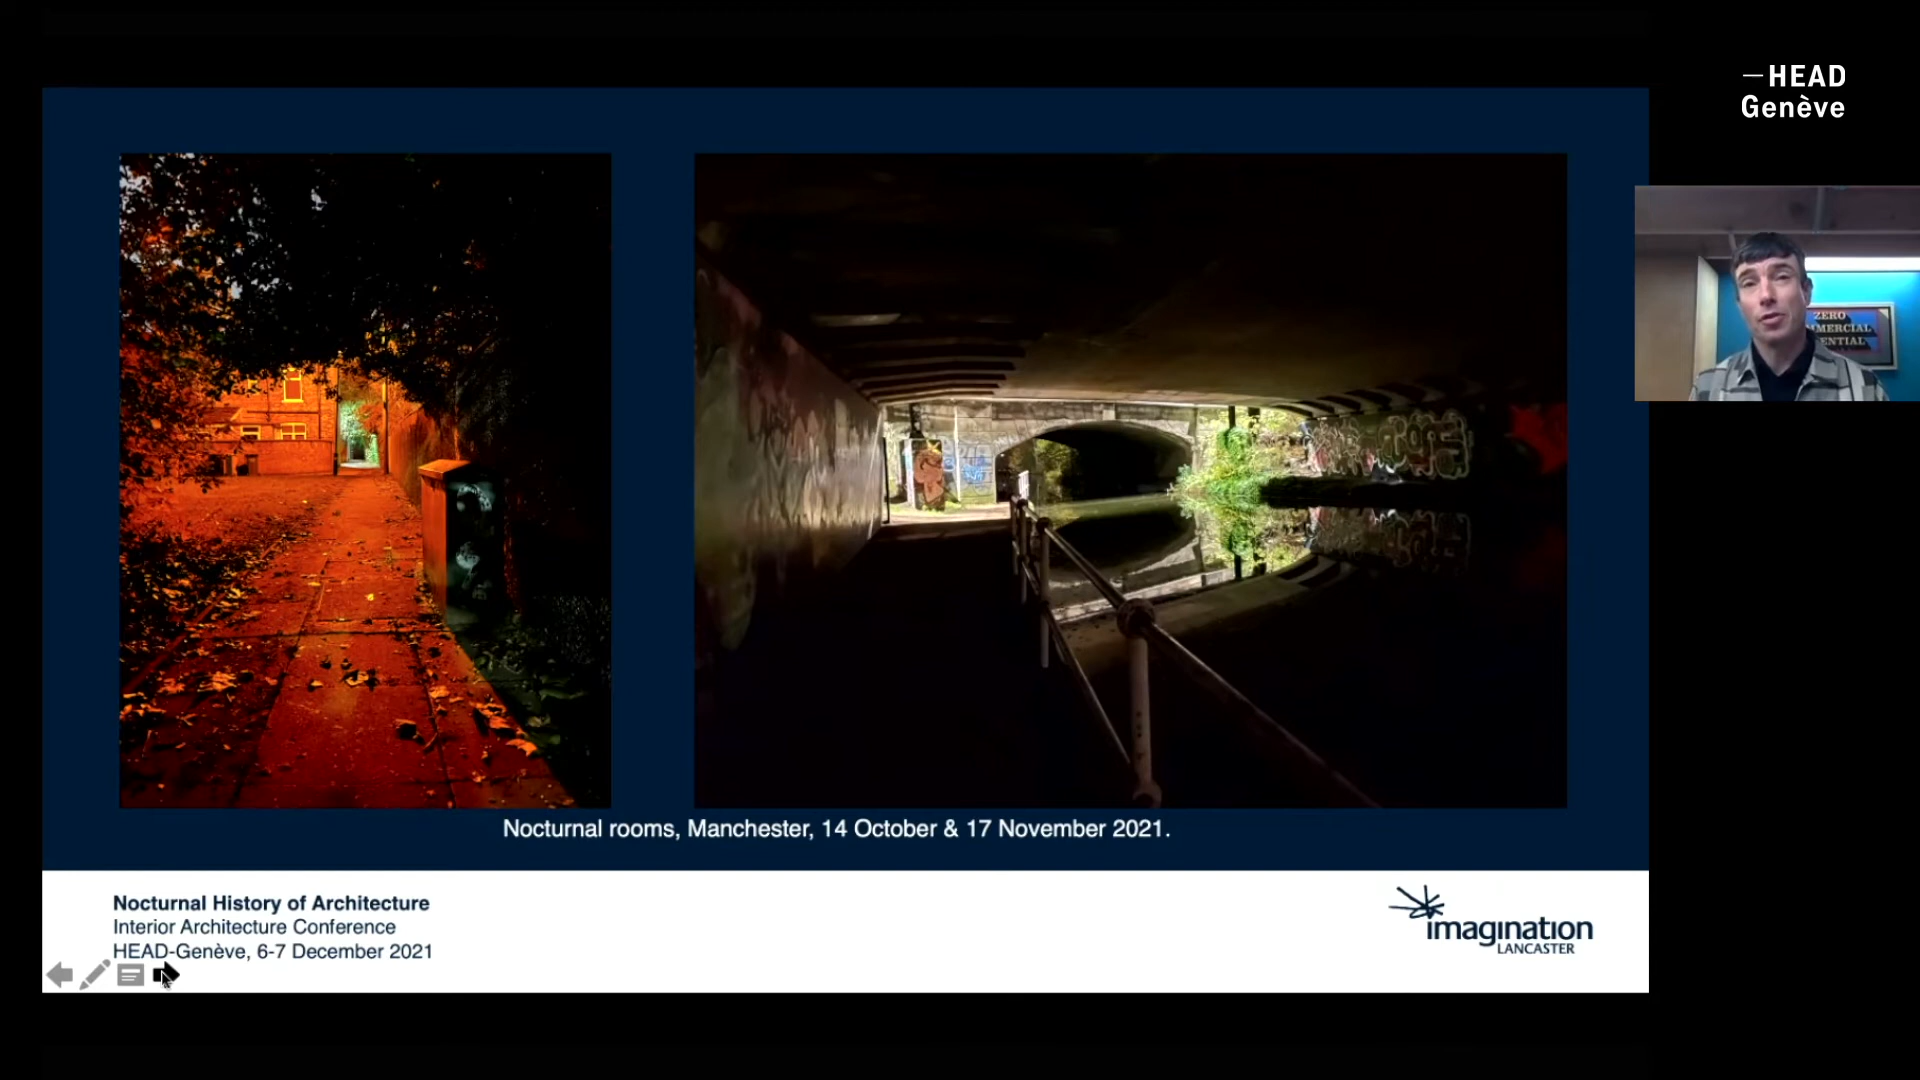 —HEAD
Genève
ZERO
Nocturnal rooms, Manchester, 14 October & 17 November 2021.
Nocturnal History of Architecture
Interior Architecture Conference
HEAD-Genève, 6-7 December 2021
imagination
LANCASTER